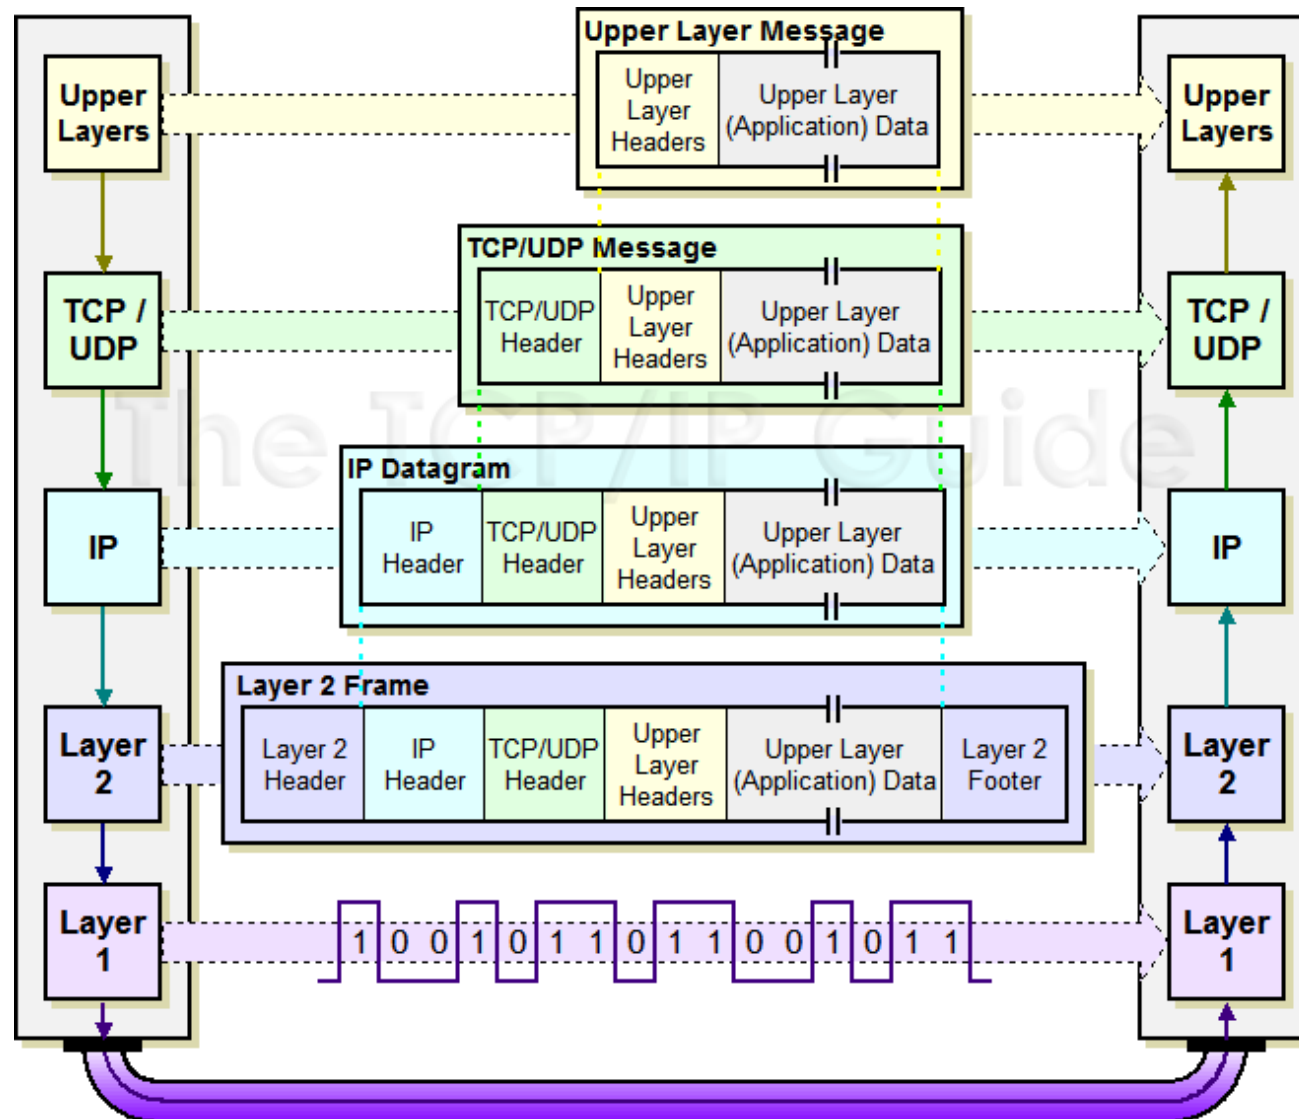 Upper Layer Message
Upper
Layers
Upper
Layer
Headers
Upper Layer
(Application) Data
Upper
Layers
TCP/UDP Message
TCP /
UDP
TCP/UDP
Header
Upper
Layer
Headers
Upper Layer
(Application) Data
TCP /
UDP
The TCP/IP Guide
IP Datagram
IP
IP
Header
TCP/UDP
Header
Upper
Layer
Headers
Upper Layer
(Application) Data
IP
Layer 2 Frame
Layer
2
Layer 2
Header
IP
Header
TCP/UDP
Header
Upper
Layer
Headers
Upper Layer
(Application) Data
Layer 2
Footer
Layer
2
Layer
1
1 0 0 1 0 1 1 0 1 1 0 0 1 0 1 1
Layer
1